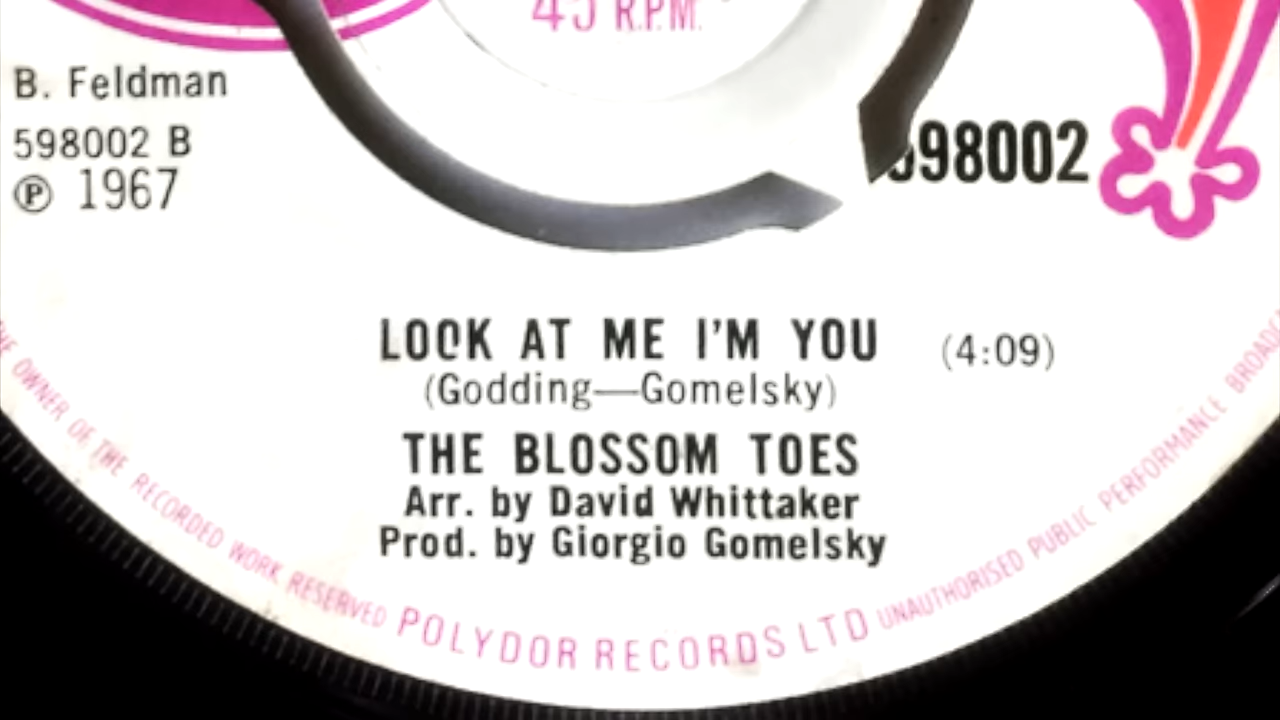 45 R.P.M.
B. Feldman
598002 B
℗ 1967
598002
LOOK AT ME I'M YOU (4:09)
(Godding—Gomelsky)
THE BLOSSOM TOES
Arr. by David Whittaker
Prod. by Giorgio Gomelsky
THE OWNER OF THE RECORDED WORK RESERVED POLYDOR RECORDS LTD UNAUTHORISED PUBLIC PERFORMANCE